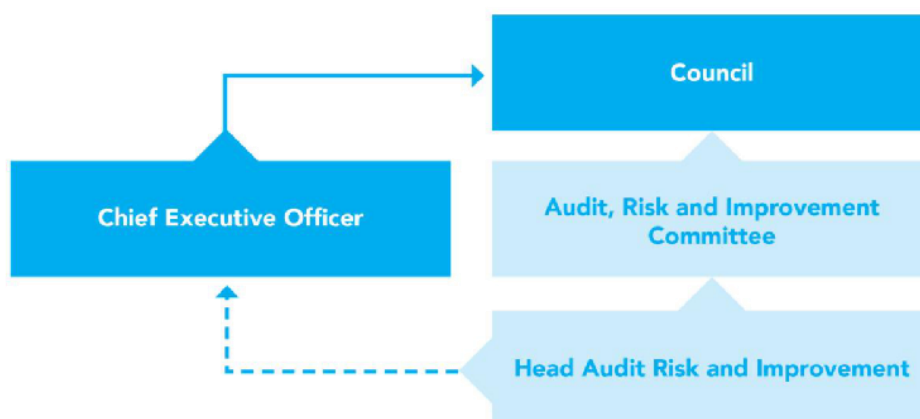 Council
Chief Executive Officer
Audit, Risk and Improvement
Committee
Head Audit Risk and Improvement